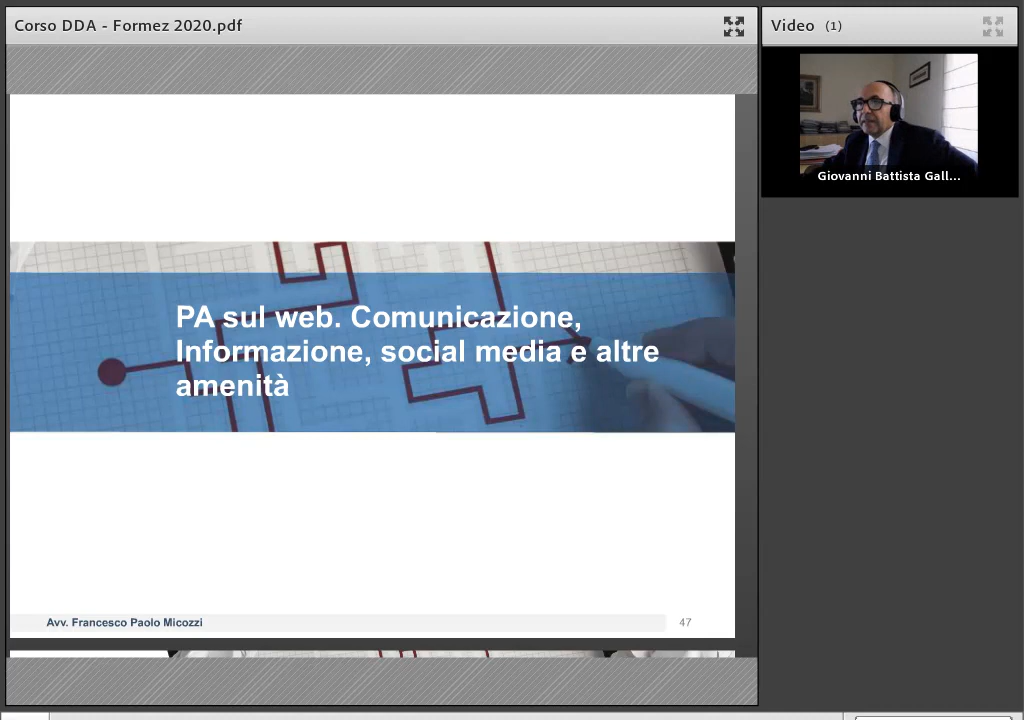 Corso DDA - Formez 2020.pdf
Video (1)
Giovanni Battista Gall...
PA sul web. Comunicazione,
Informazione, social media e altre
amenità
Avv. Francesco Paolo Micozzi
47